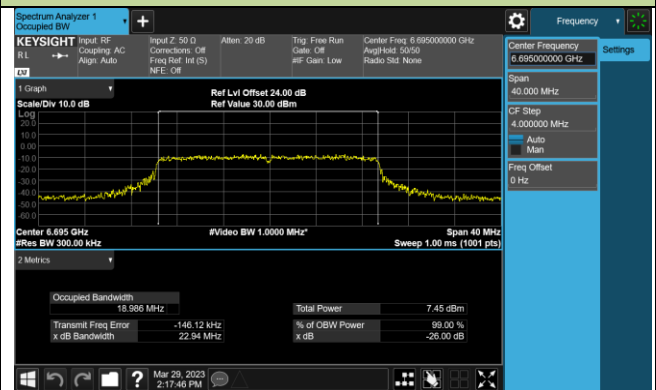 Spectrum Analyzer 1
Occupied BW
+
Frequency
KEYSIGHT
R L
LXI
Input: RF
Coupling: AC
Align: Auto
Input Z: 50 Ω
Corrections: Off
Freq Ref: Int (S)
NFE: Off
Atten: 20 dB
Trig: Free Run
Gate: Off
#IF Gain: Low
Center Freq: 6.695000000 GHz
Avg|Hold: 50/50
Radio Std: None
Center Frequency
6.695000000 GHz
Settings
Span
40.000 MHz
CF Step
4.000000 MHz
Auto
Man
Freq Offset
0 Hz
1 Graph
Scale/Div 10.0 dB
Ref Lvl Offset 24.00 dB
Ref Value 30.00 dBm
Log
20.0
10.0
0.00
-10.0
-20.0
-30.0
-40.0
-50.0
-60.0
Center 6.695 GHz
#Res BW 300.00 kHz
#Video BW 1.0000 MHz*
Span 40 MHz
Sweep 1.00 ms (1001 pts)
2 Metrics
Occupied Bandwidth
18.986 MHz
Total Power 7.45 dBm
Transmit Freq Error -146.12 kHz
% of OBW Power 99.00 %
x dB Bandwidth 22.94 MHz
x dB -26.00 dB
?
Mar 29, 2023
2:17:46 PM